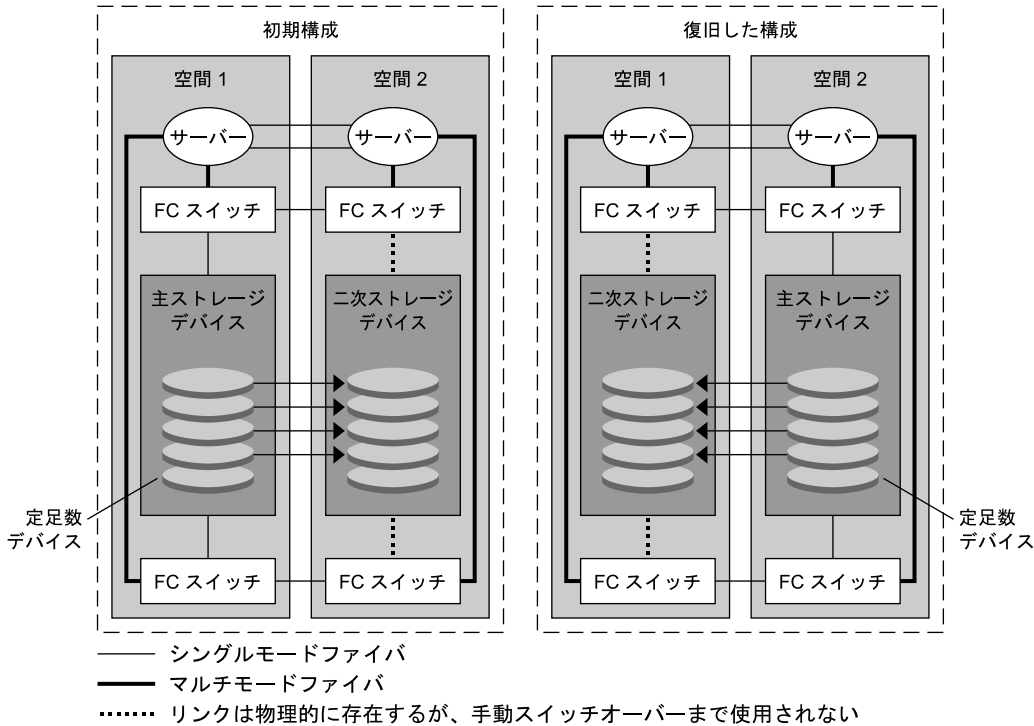 初期構成
空間 1
空間 2
サーバー
サーバー
FC スイッチ
FC スイッチ
主ストレージ
デバイス
二次ストレージ
デバイス
定足数
デバイス
FC スイッチ
FC スイッチ
復旧した構成
空間 1
空間 2
サーバー
サーバー
FC スイッチ
FC スイッチ
二次ストレージ
デバイス
主ストレージ
デバイス
定足数
デバイス
FC スイッチ
FC スイッチ
シングルモードファイバ
マルチモードファイバ
リンクは物理的に存在するが、手動スイッチオーバーまで使用されない